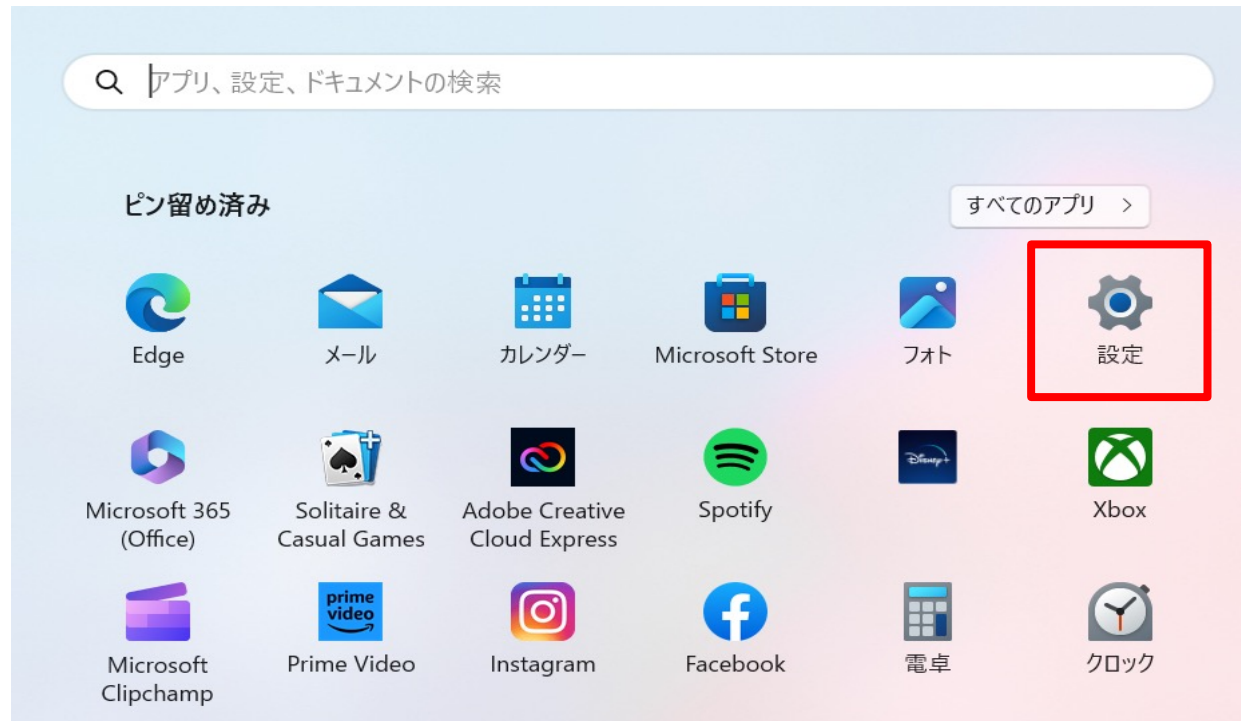 アプリ、設定、ドキュメントの検索
ピン留め済み
すべてのアプリ >
Edge
メール
カレンダー
Microsoft Store
フォト
設定
Disney+
Microsoft 365
(Office)
Solitaire &
Casual Games
Adobe Creative
Cloud Express
Spotify
Xbox
prime
video
Microsoft
Clipchamp
Prime Video
Instagram
Facebook
電卓
クロック